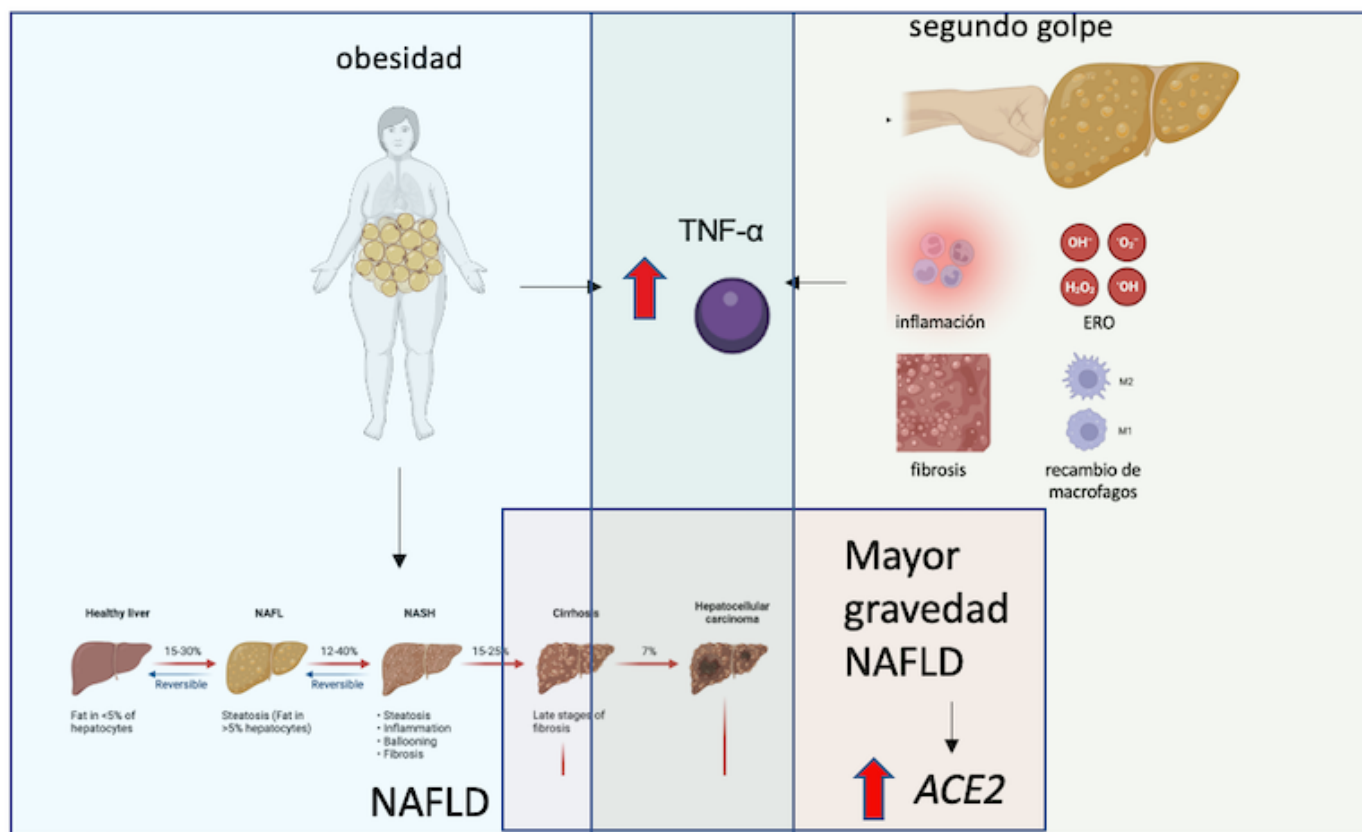 obesidad
segundo golpe
TNF-α
OH⁻
·O₂⁻
H₂O₂
·OH
inflamación
ERO
M2
M1
fibrosis
recambio de
macrofagos
Healthy liver
NAFL
NASH
Cirrhosis
Hepatocellular
carcinoma
15-30%
Reversible
12-40%
Reversible
15-25%
7%
Fat in <5% of
hepatocytes
Steatosis (Fat in
>5% hepatocytes)
• Steatosis
• Inflammation
• Ballooning
• Fibrosis
Late stages of
fibrosis
NAFLD
Mayor
gravedad
NAFLD
ACE2